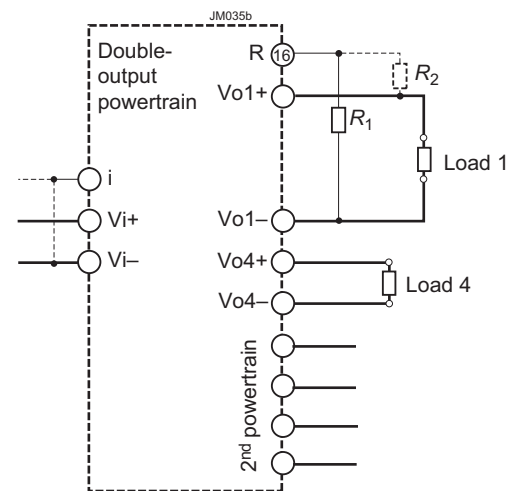 JM035b
Double-
output
powertrain
R
16
R2
Vo1+
R1
Load 1
i
Vi+
Vo1–
Vi–
Vo4+
Load 4
Vo4–
2nd powertrain